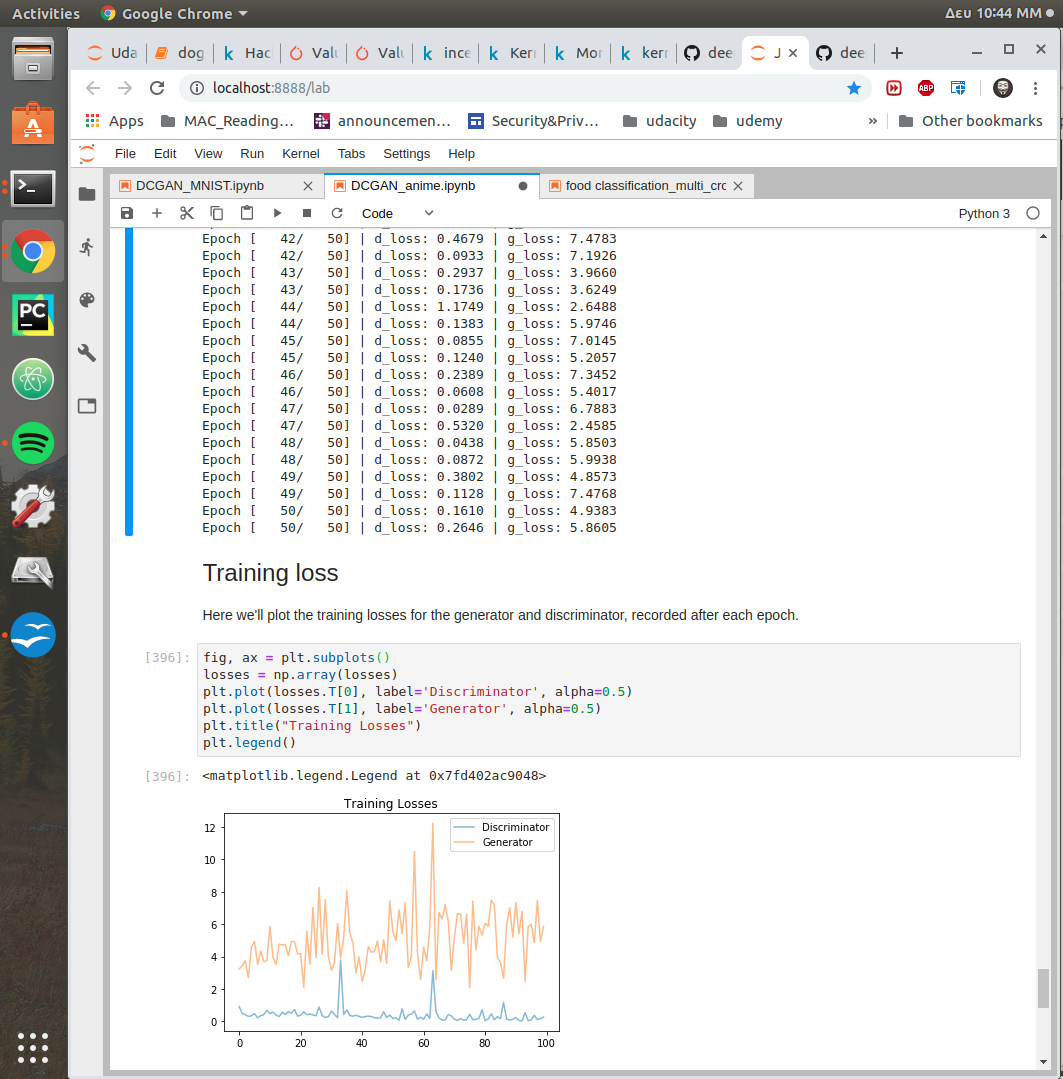 Activities Google Chrome Δευ 10:44 ΜΜ
Uda dog Hac Valu Valu ince Keri Mor kerr dee J dee
localhost:8888/lab ABP
Apps MAC_Reading... announcemen... Security&Priv... udacity udemy » Other bookmarks
File Edit View Run Kernel Tabs Settings Help
DCGAN_MNIST.ipynb DCGAN_anime.ipynb food classification_multi_crc
Code Python 3
PC
Epoch [   42/   50] | d_loss: 0.4679 | g_loss: 7.4783
Epoch [   42/   50] | d_loss: 0.0933 | g_loss: 7.1926
Epoch [   43/   50] | d_loss: 0.2937 | g_loss: 3.9660
Epoch [   43/   50] | d_loss: 0.1736 | g_loss: 3.6249
Epoch [   44/   50] | d_loss: 1.1749 | g_loss: 2.6488
Epoch [   44/   50] | d_loss: 0.1383 | g_loss: 5.9746
Epoch [   45/   50] | d_loss: 0.0855 | g_loss: 7.0145
Epoch [   45/   50] | d_loss: 0.1240 | g_loss: 5.2057
Epoch [   46/   50] | d_loss: 0.2389 | g_loss: 7.3452
Epoch [   46/   50] | d_loss: 0.0608 | g_loss: 5.4017
Epoch [   47/   50] | d_loss: 0.0289 | g_loss: 6.7883
Epoch [   47/   50] | d_loss: 0.5320 | g_loss: 2.4585
Epoch [   48/   50] | d_loss: 0.0438 | g_loss: 5.8503
Epoch [   48/   50] | d_loss: 0.0872 | g_loss: 5.9938
Epoch [   49/   50] | d_loss: 0.3802 | g_loss: 4.8573
Epoch [   49/   50] | d_loss: 0.1128 | g_loss: 7.4768
Epoch [   50/   50] | d_loss: 0.1610 | g_loss: 4.9383
Epoch [   50/   50] | d_loss: 0.2646 | g_loss: 5.8605
Training loss
Here we'll plot the training losses for the generator and discriminator, recorded after each epoch.
[396]: fig, ax = plt.subplots()
losses = np.array(losses)
plt.plot(losses.T[0], label='Discriminator', alpha=0.5)
plt.plot(losses.T[1], label='Generator', alpha=0.5)
plt.title("Training Losses")
plt.legend()
[396]: <matplotlib.legend.Legend at 0x7fd402ac9048>
Training Losses
Discriminator
Generator
12
10
8
6
4
2
0
0 20 40 60 80 100